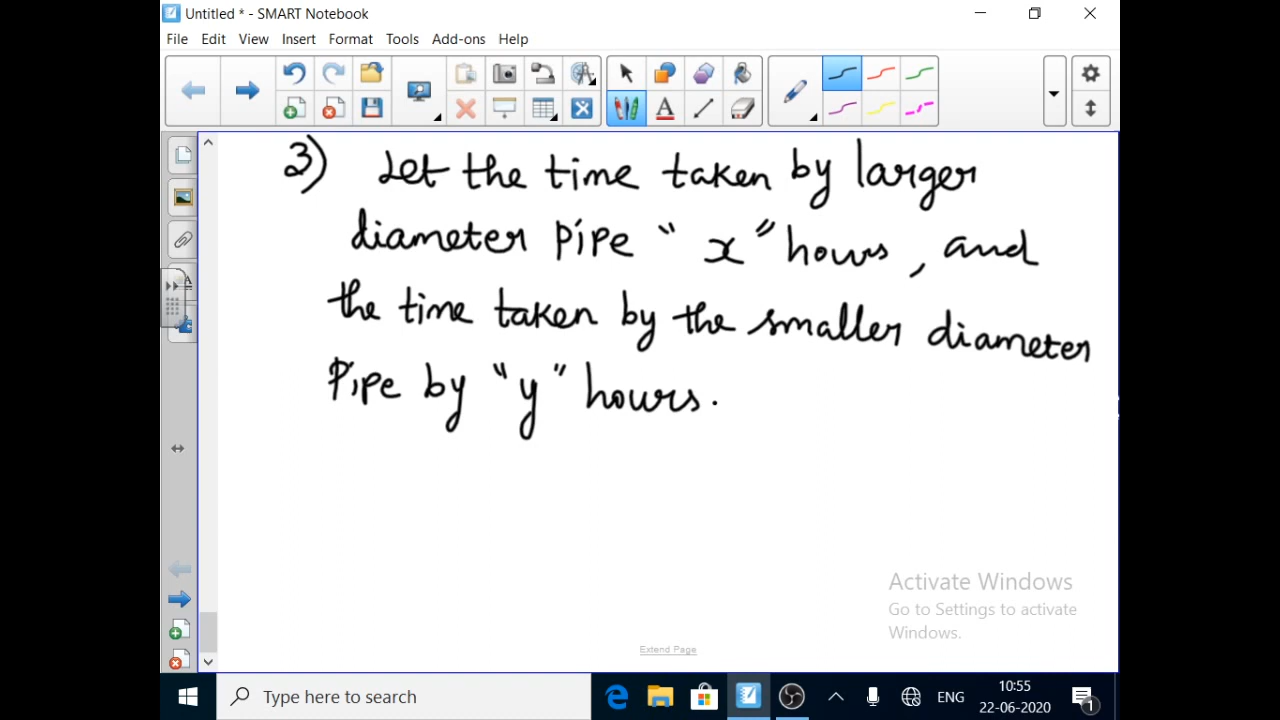 Untitled * - SMART Notebook
File Edit View Insert Format Tools Add-ons Help
3) Let the time taken by larger
diameter pipe " x " hours, and
the time taken by the smaller diameter
Pipe by "y" hours.
Activate Windows
Go to Settings to activate
Windows.
Extend Page
Type here to search
ENG
10:55
22-06-2020
1